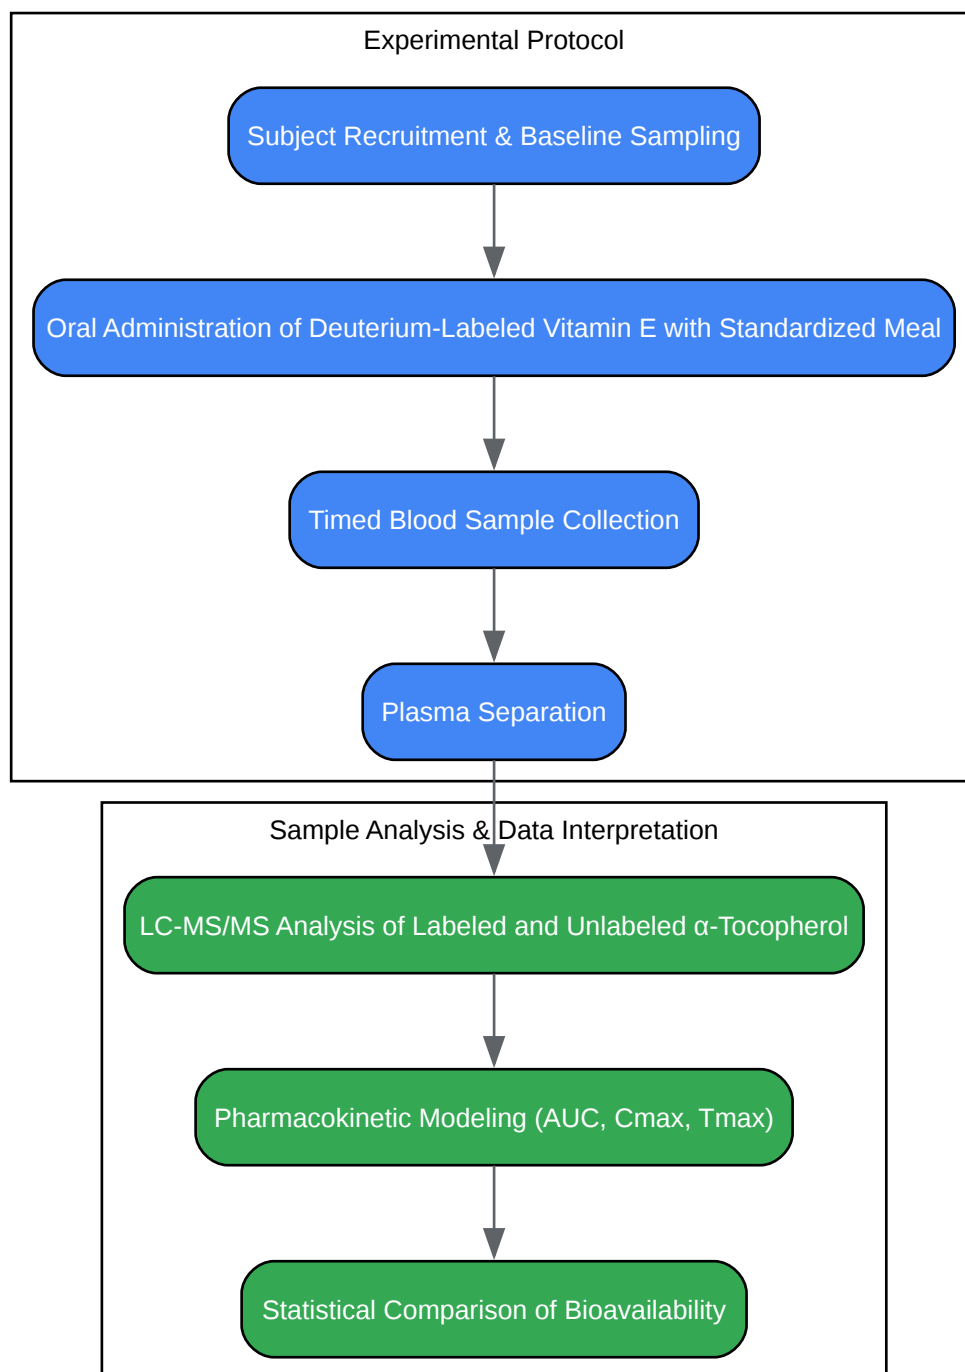 Experimental Protocol
Subject Recruitment & Baseline Sampling
Oral Administration of Deuterium-Labeled Vitamin E with Standardized Meal
Timed Blood Sample Collection
Plasma Separation
Sample Analysis & Data Interpretation
LC-MS/MS Analysis of Labeled and Unlabeled α-Tocopherol
Pharmacokinetic Modeling (AUC, Cmax, Tmax)
Statistical Comparison of Bioavailability